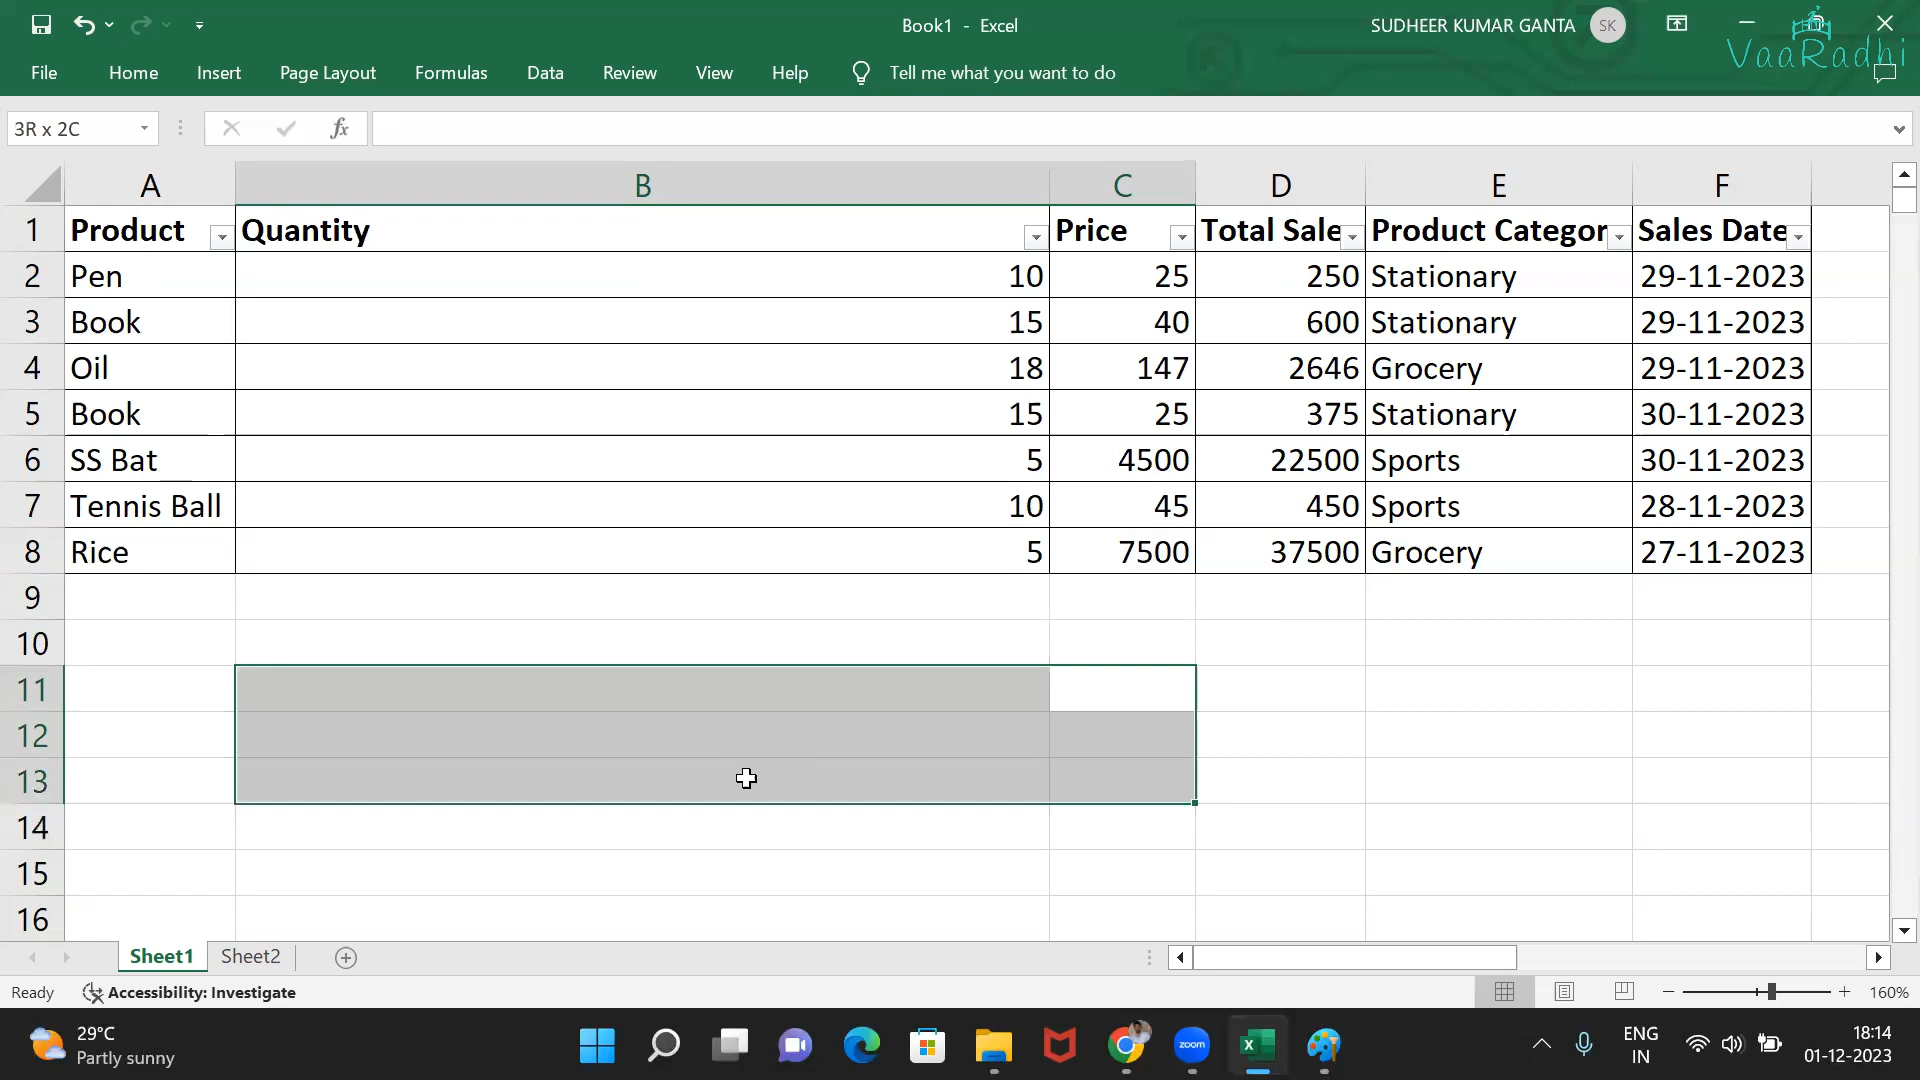 Book1 - Excel
SUDHEER KUMAR GANTA
SK
VaaRadhi
File Home Insert Page Layout Formulas Data Review View Help Tell me what you want to do
3R x 2C
fx
A B C D E F
1 Product Quantity Price Total Sale Product Categor Sales Date
2 Pen 10 25 250 Stationary 29-11-2023
3 Book 15 40 600 Stationary 29-11-2023
4 Oil 18 147 2646 Grocery 29-11-2023
5 Book 15 25 375 Stationary 30-11-2023
6 SS Bat 5 4500 22500 Sports 30-11-2023
7 Tennis Ball 10 45 450 Sports 28-11-2023
8 Rice 5 7500 37500 Grocery 27-11-2023
9
10
11
12
13
14
15
16
Sheet1 Sheet2
Ready Accessibility: Investigate 160%
29°C
Partly sunny
zoom
ENG
IN
18:14
01-12-2023